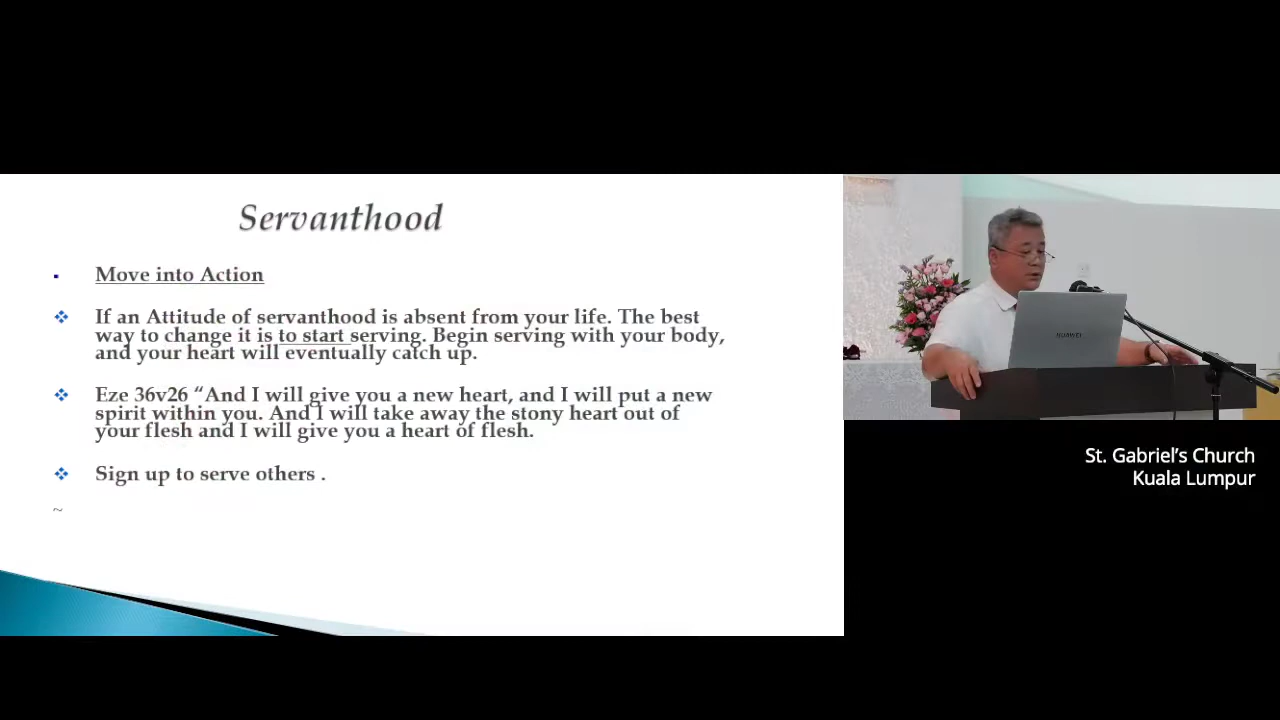 Servanthood
Move into Action
If an Attitude of servanthood is absent from your life. The best
way to change it is to start serving. Begin serving with your body,
and your heart will eventually catch up.
Eze 36v26 “And I will give you a new heart, and I will put a new
spirit within you. And I will take away the stony heart out of
your flesh and I will give you a heart of flesh.
Sign up to serve others .
~
HUAWEI
St. Gabriel’s Church
Kuala Lumpur